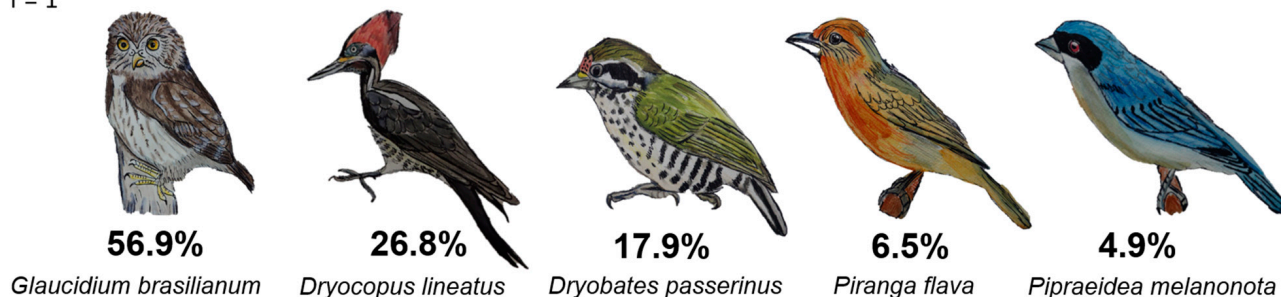 = 1
56.9% 26.8% 17.9% 6.5% 4.9%
Glaucidium brasilianum Dryocopus lineatus Dryobates passerinus Piranga flava Pipraeidea melanonota